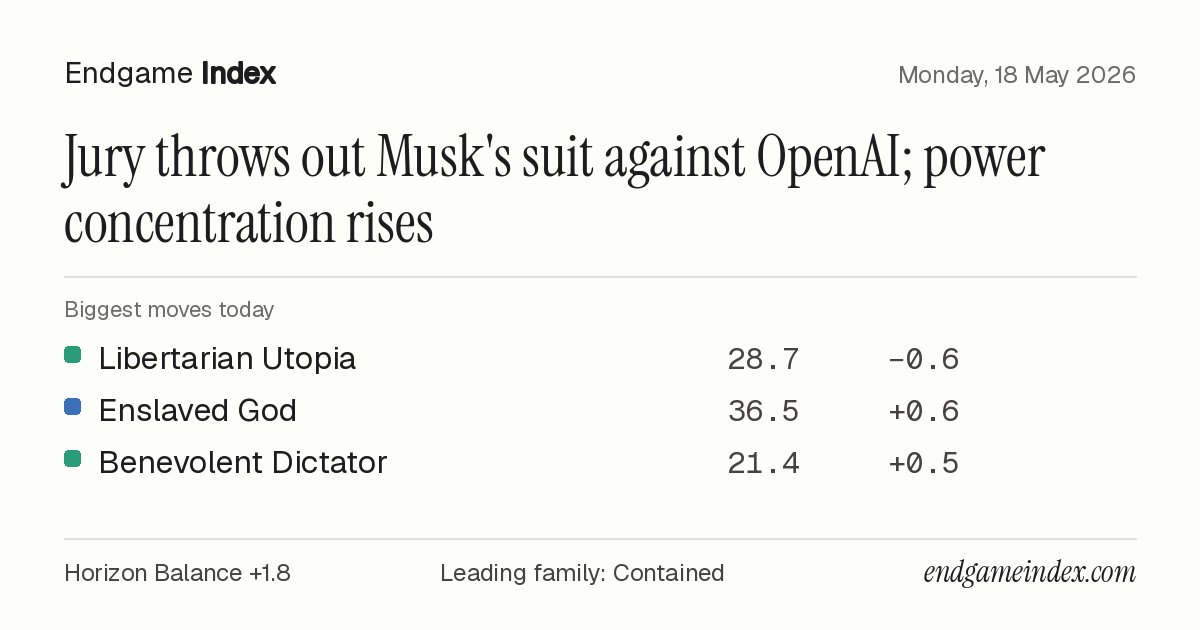 Endgame Index
Monday, 18 May 2026
Jury throws out Musk's suit against OpenAI; power
concentration rises
Biggest moves today
Libertarian Utopia 28.7 −0.6
Enslaved God 36.5 +0.6
Benevolent Dictator 21.4 +0.5
Horizon Balance +1.8
Leading family: Contained
endgameindex.com